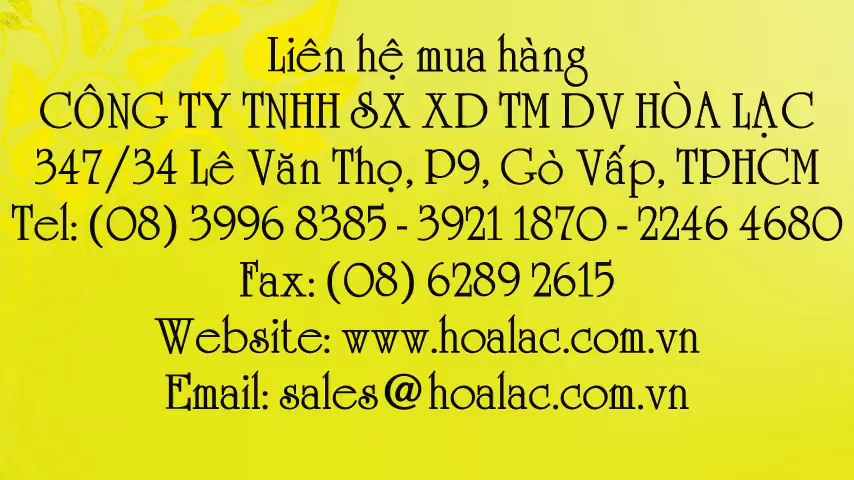 Liên hệ mua hàng
CÔNG TY TNHH SX XD TM DV HÒA LẠC
347/34 Lê Văn Thọ, P9, Gò Vấp, TPHCM
Tel: (08) 3996 8385 - 3921 1870 - 2246 4680
Fax: (08) 6289 2615
Website: www.hoalac.com.vn
Email: sales@hoalac.com.vn